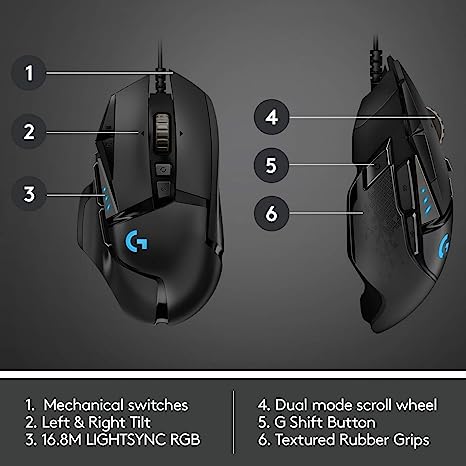 1
2
3
4
5
6
1. Mechanical switches
2. Left & Right Tilt
3. 16.8M LIGHTSYNC RGB
4. Dual mode scroll wheel
5. G Shift Button
6. Textured Rubber Grips